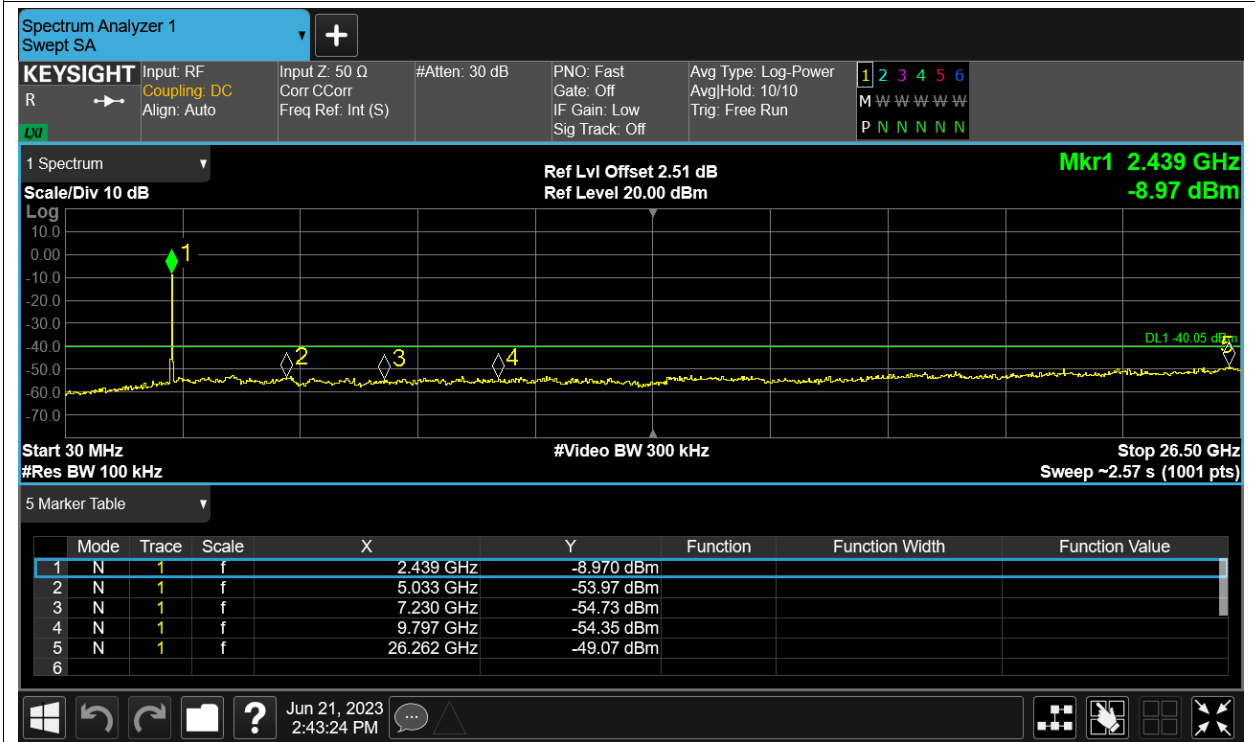 Spectrum Analyzer 1
Swept SA
KEYSIGHT
R
LXI
Input: RF
Coupling: DC
Align: Auto
Input Z: 50 Ω
Corr CCorr
Freq Ref: Int (S)
#Atten: 30 dB
PNO: Fast
Gate: Off
IF Gain: Low
Sig Track: Off
Avg Type: Log-Power
Avg|Hold: 10/10
Trig: Free Run
1 2 3 4 5 6
M W W W W W
P N N N N N
1 Spectrum
Scale/Div 10 dB
Ref Lvl Offset 2.51 dB
Ref Level 20.00 dBm
Mkr1 2.439 GHz
-8.97 dBm
Log
10.0
0.00
-10.0
-20.0
-30.0
-40.0
-50.0
-60.0
-70.0
1
2
3
4
5
DL1 -40.05 dBm
Start 30 MHz
#Res BW 100 kHz
#Video BW 300 kHz
Stop 26.50 GHz
Sweep ~2.57 s (1001 pts)
5 Marker Table
Mode Trace Scale X Y Function Function Width Function Value
1 N 1 f 2.439 GHz -8.970 dBm
2 N 1 f 5.033 GHz -53.97 dBm
3 N 1 f 7.230 GHz -54.73 dBm
4 N 1 f 9.797 GHz -54.35 dBm
5 N 1 f 26.262 GHz -49.07 dBm
6
?
Jun 21, 2023
2:43:24 PM